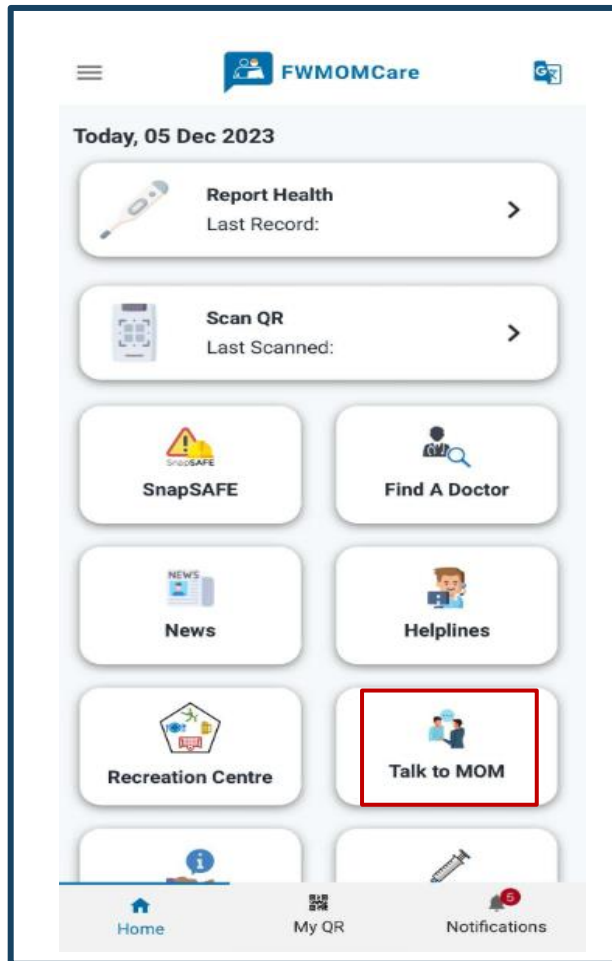 FWMOMCare
Today, 05 Dec 2023
Report Health
Last Record:
Scan QR
Last Scanned:
SnapSAFE
SnapSAFE
Find A Doctor
NEWS
News
Helplines
Recreation Centre
Talk to MOM
Home
My QR
5
Notifications